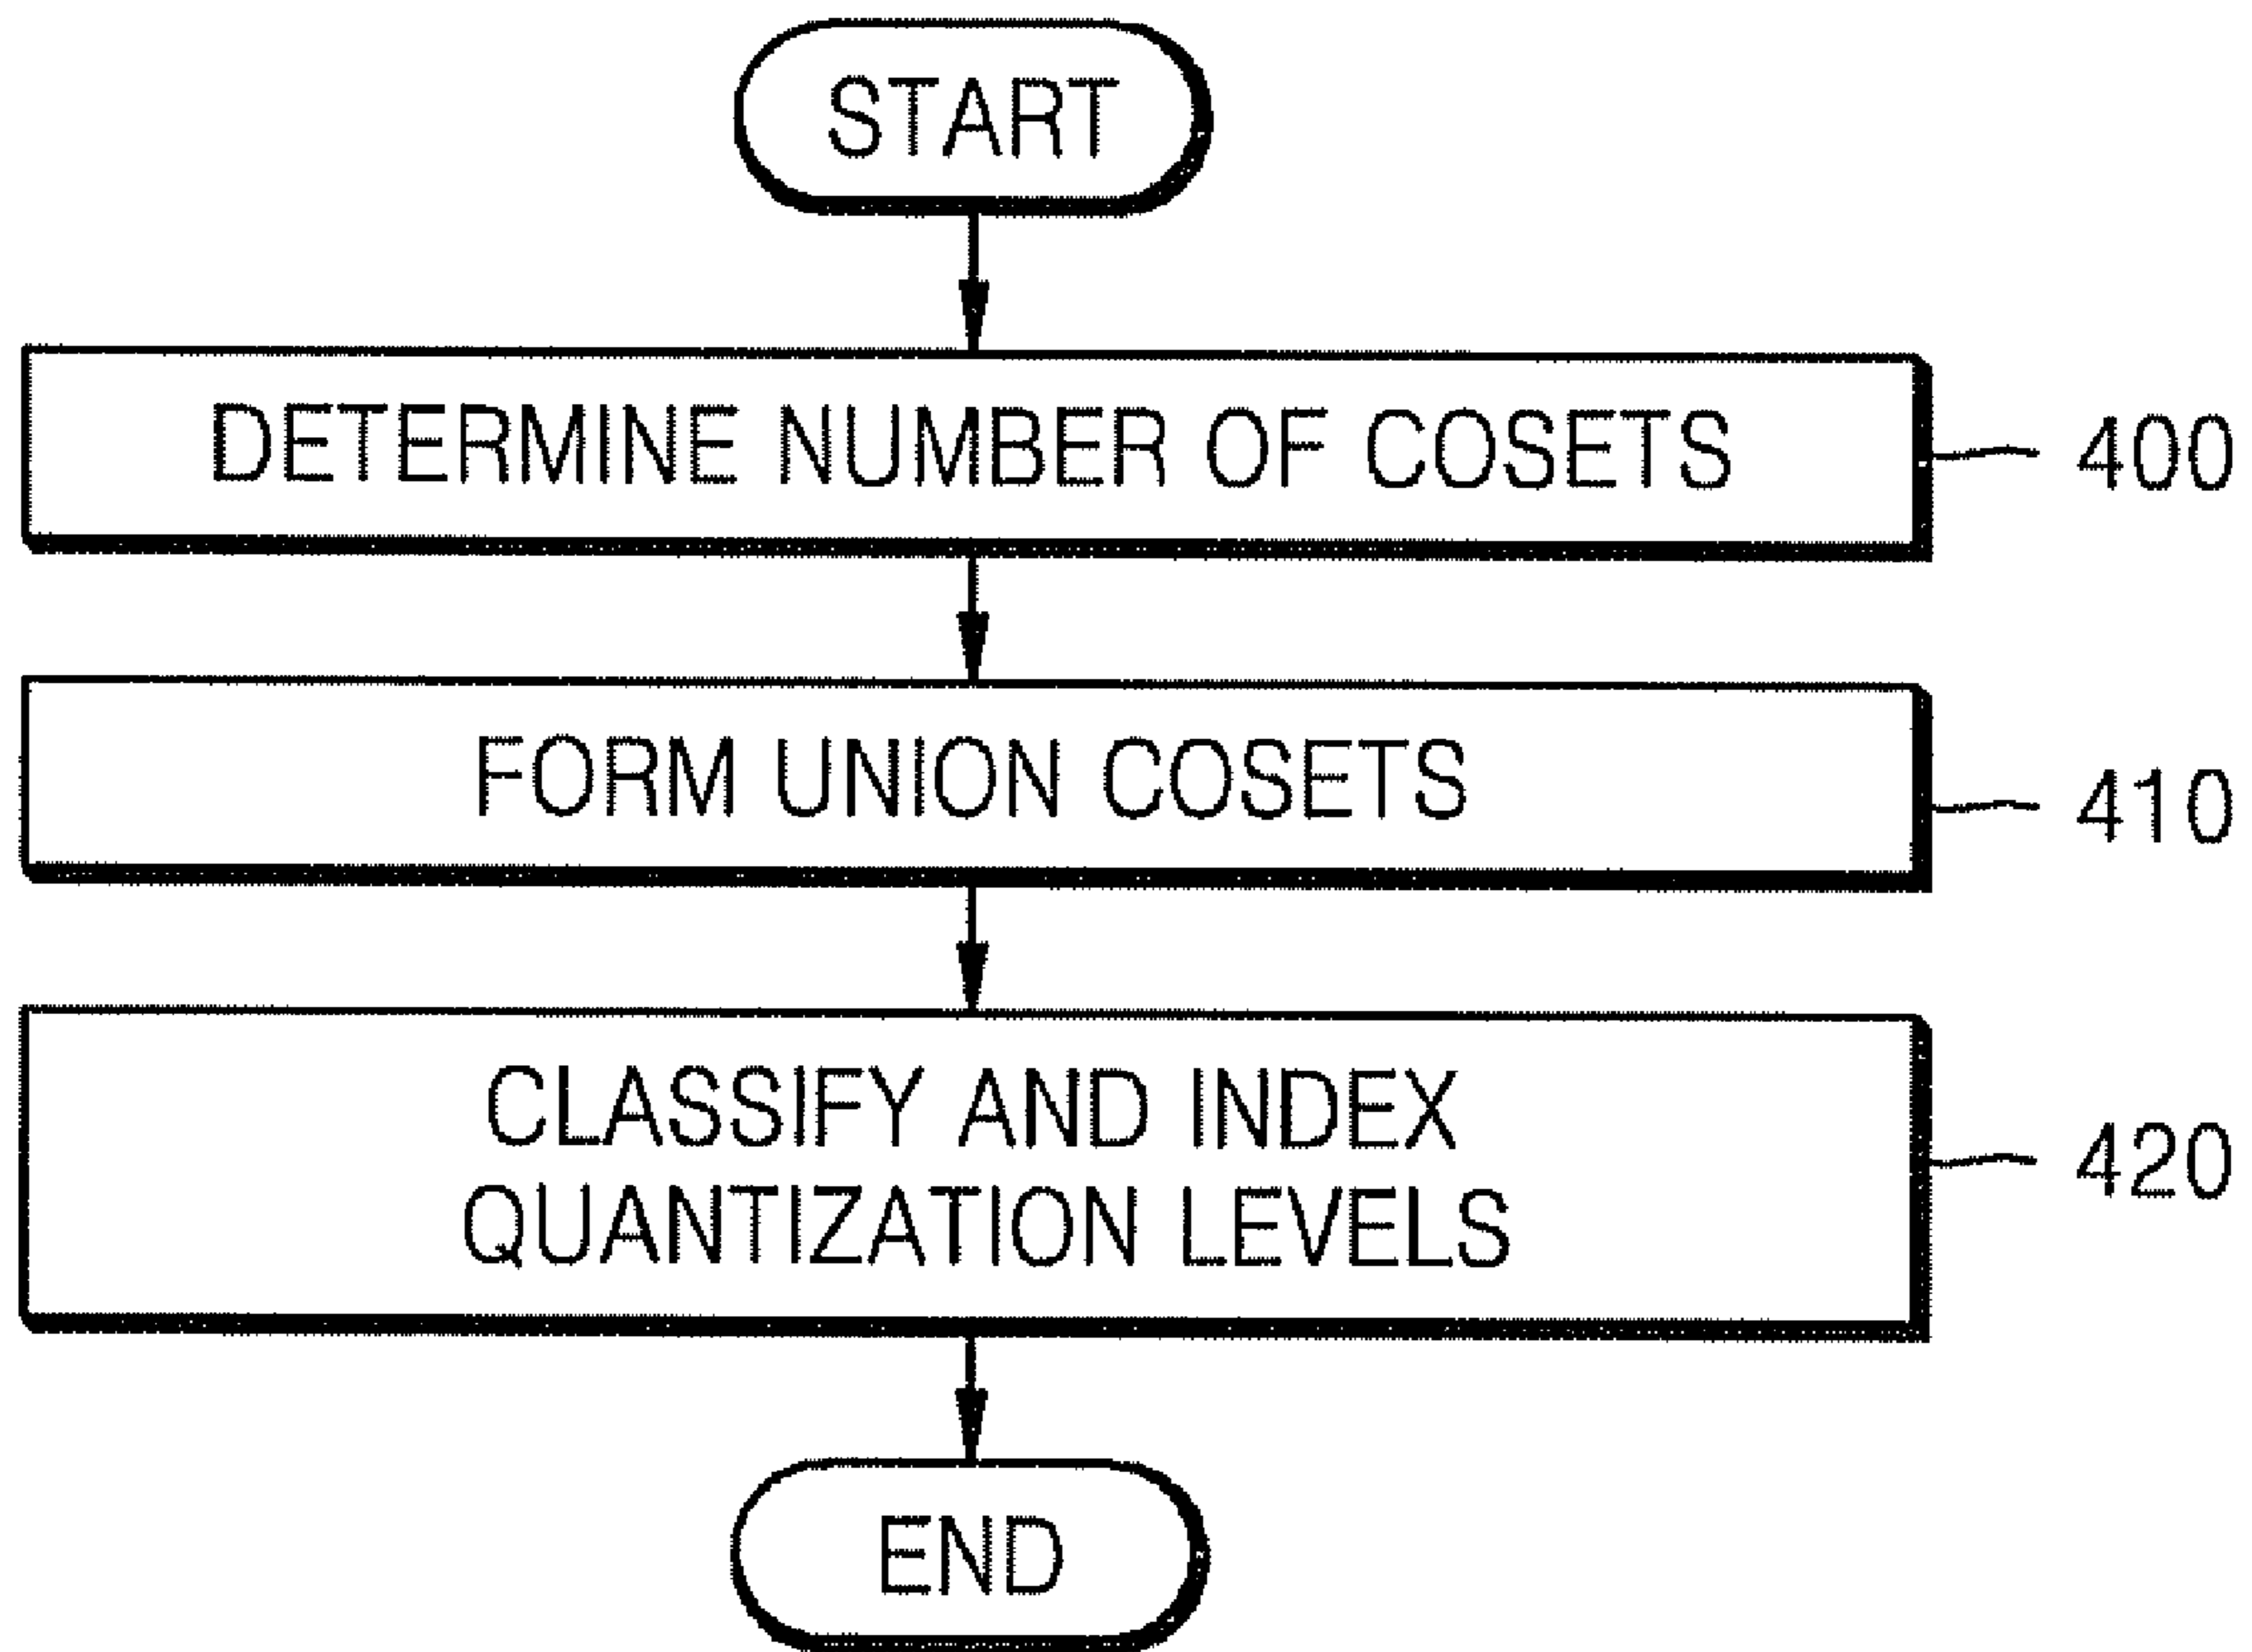 START
DETERMINE NUMBER OF COSETS
400
FORM UNION COSETS
410
CLASSIFY AND INDEX
QUANTIZATION LEVELS
420
END